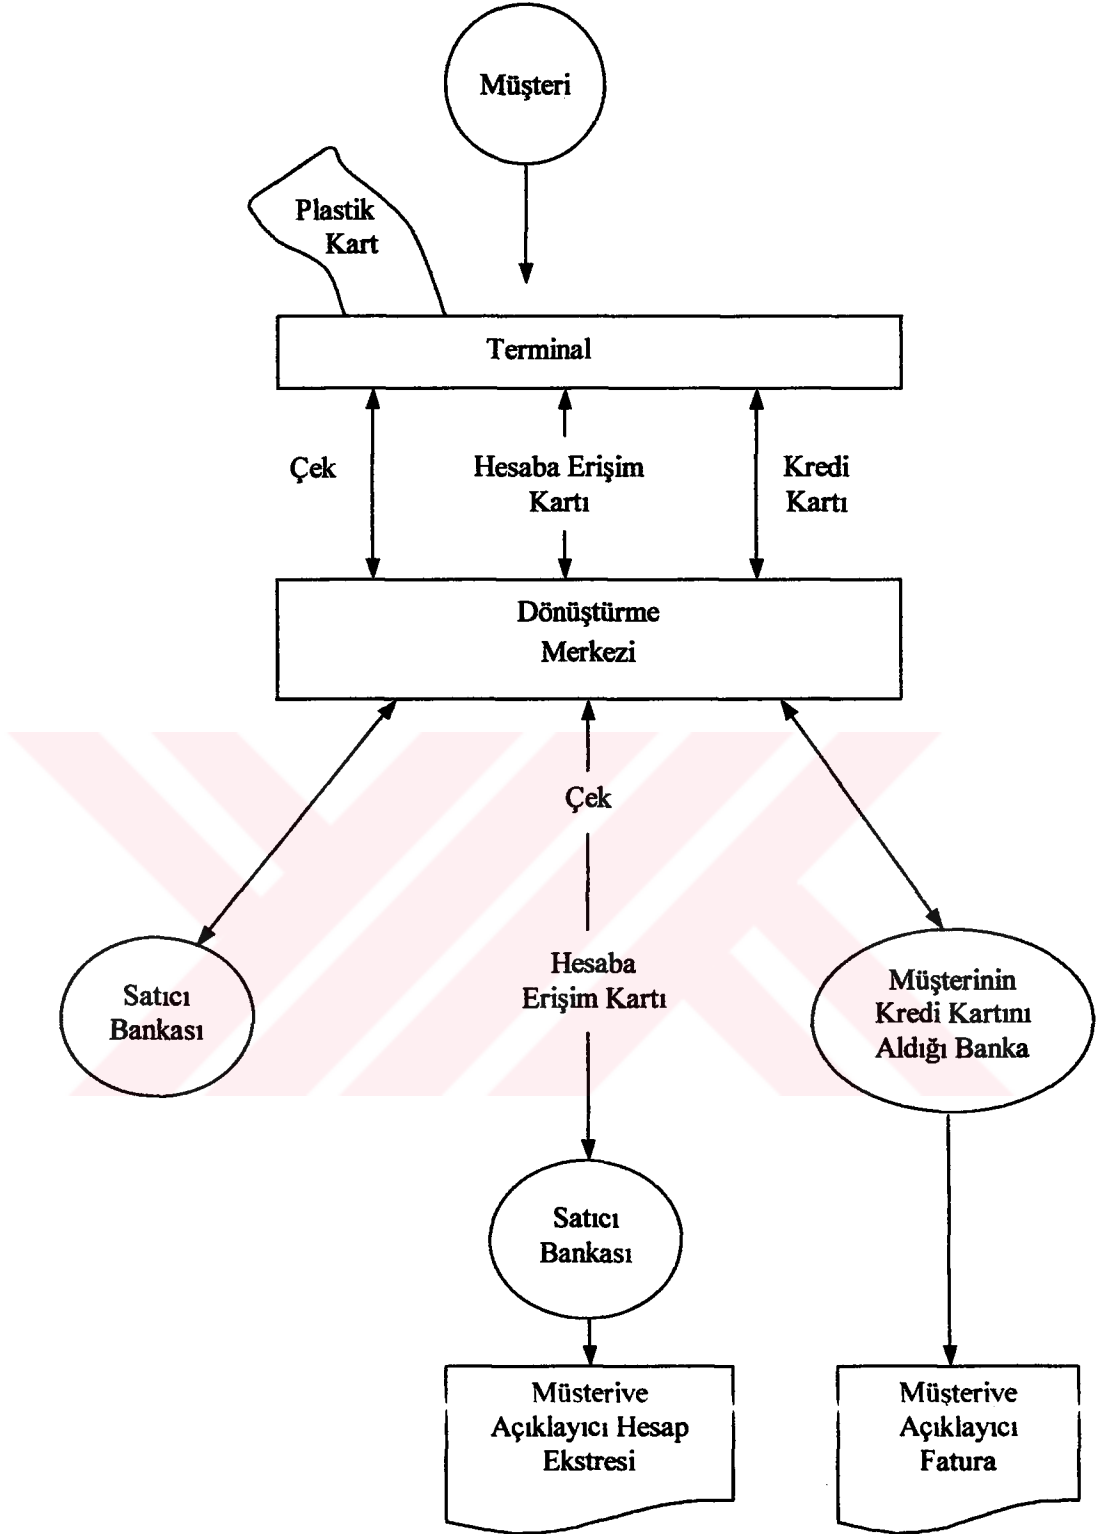 Müşteri
Plastik
Kart
Terminal
Çek
Hesaba Erişim
Kartı
Kredi
Kartı
Dönüştürme
Merkezi
Çek
Hesaba
Erişim Kartı
Satıcı
Bankası
Müşterinin
Kredi Kartını
Aldığı Banka
Satıcı
Bankası
Müsterive
Açıklayıcı Hesap
Ekstresi
Müşterive
Açıklayıcı
Fatura